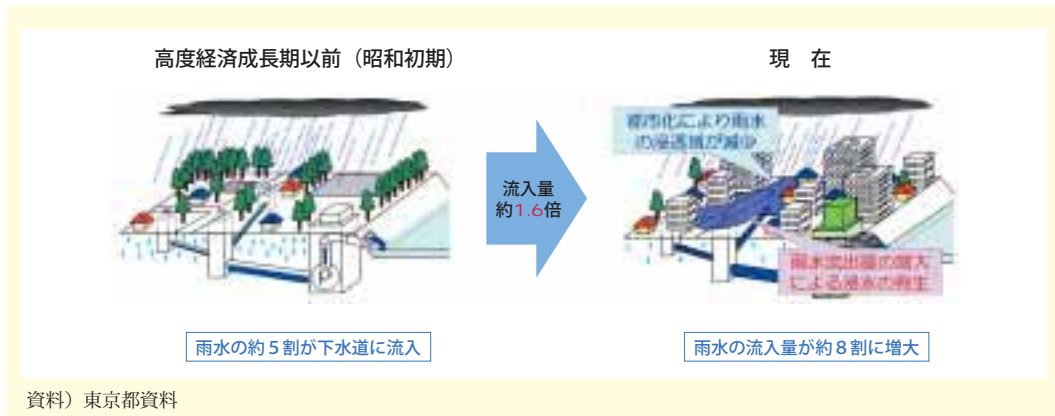 高度経済成長期以前（昭和初期）
現　在
都市化により雨水
の浸透域が減少
流入量
約1.6倍
雨水流出量の増大
による浸水の発生
P
雨水の約５割が下水道に流入
雨水の流入量が約８割に増大
資料）東京都資料